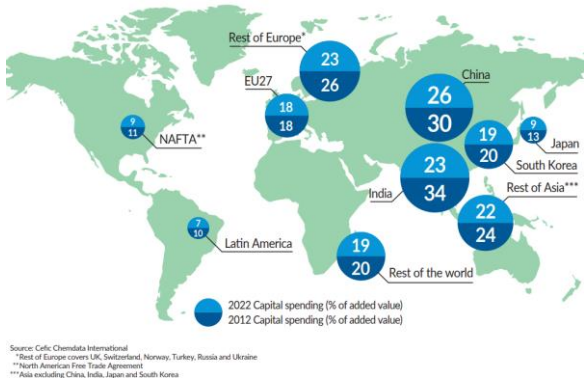 Rest of Europe*
23
26
EU27
18
18
China
26
30
9
11
NAFTA**
19
20
South Korea
9
13
Japan
23
34
India
Rest of Asia***
22
24
7
10
Latin America
19
20
Rest of the world
2022 Capital spending (% of added value)
2012 Capital spending (% of added value)
Source: Cefic Chemdata International
*Rest of Europe covers UK, Switzerland, Norway, Turkey, Russia and Ukraine
**North American Free Trade Agreement
***Asia excluding China, India, Japan and South Korea